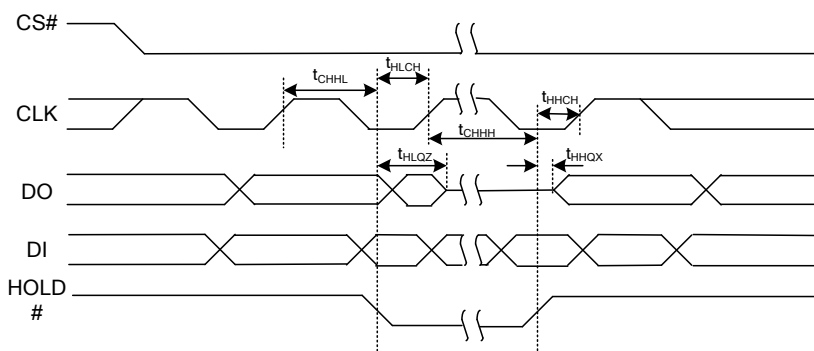 CS#
tHLCH
tCHHL
tHHCH
CLK
tCHHH
tHLQZ
tHHQX
DO
DI
HOLD
#